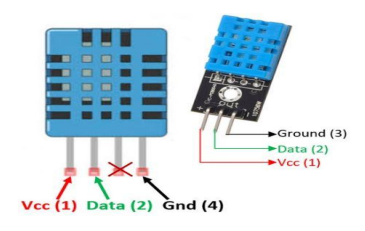 Ground (3)
Data (2)
Vcc (1)
Vcc (1) Data (2) Gnd (4)